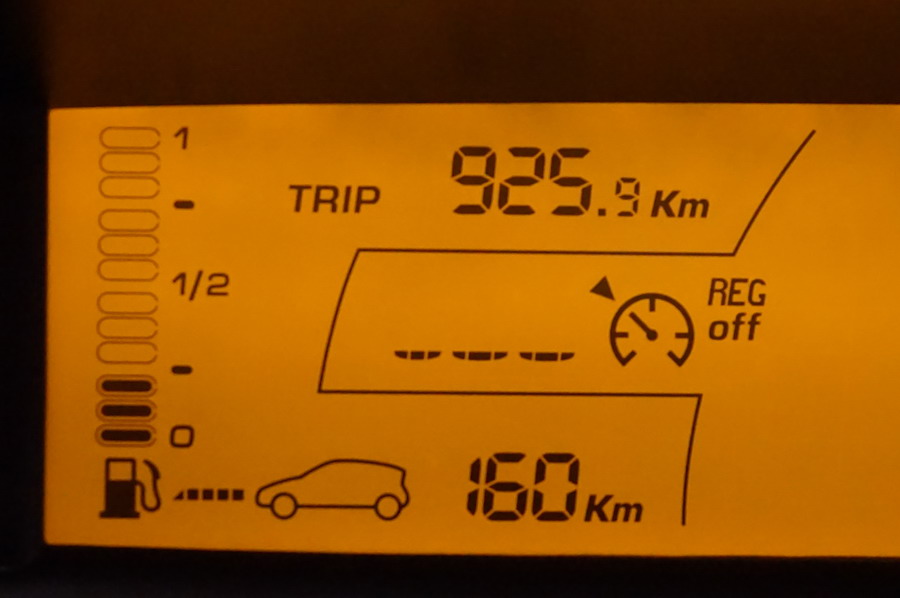 1
TRIP 925.9 Km
1/2
REG
off
---
0
160 Km